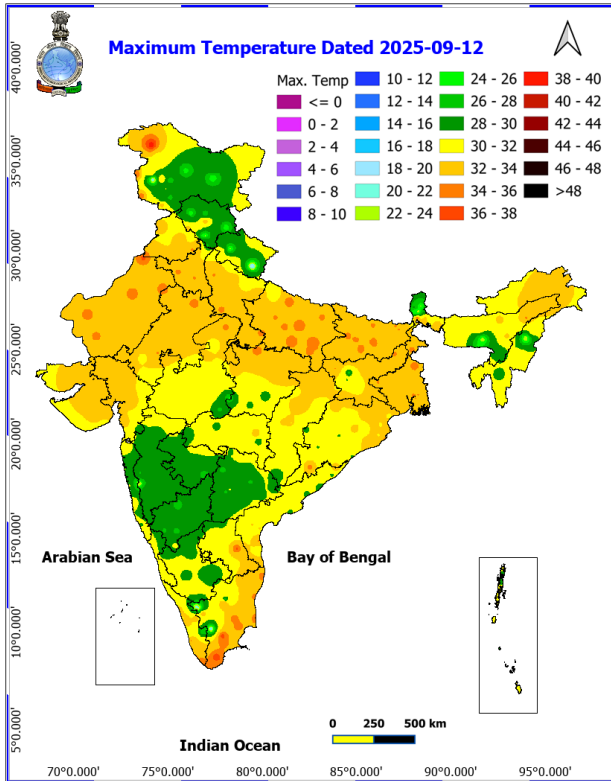 Maximum Temperature Dated 2025-09-12
Max. Temp
<= 0
0 - 2
2 - 4
4 - 6
6 - 8
8 - 10
10 - 12
12 - 14
14 - 16
16 - 18
18 - 20
20 - 22
22 - 24
24 - 26
26 - 28
28 - 30
30 - 32
32 - 34
34 - 36
36 - 38
38 - 40
40 - 42
42 - 44
44 - 46
46 - 48
>48
40°0.000'
35°0.000'
30°0.000'
25°0.000'
20°0.000'
15°0.000'
10°0.000'
5°0.000'
Arabian Sea
Bay of Bengal
Indian Ocean
0 250 500 km
70°0.000' 75°0.000' 80°0.000' 85°0.000' 90°0.000' 95°0.000'